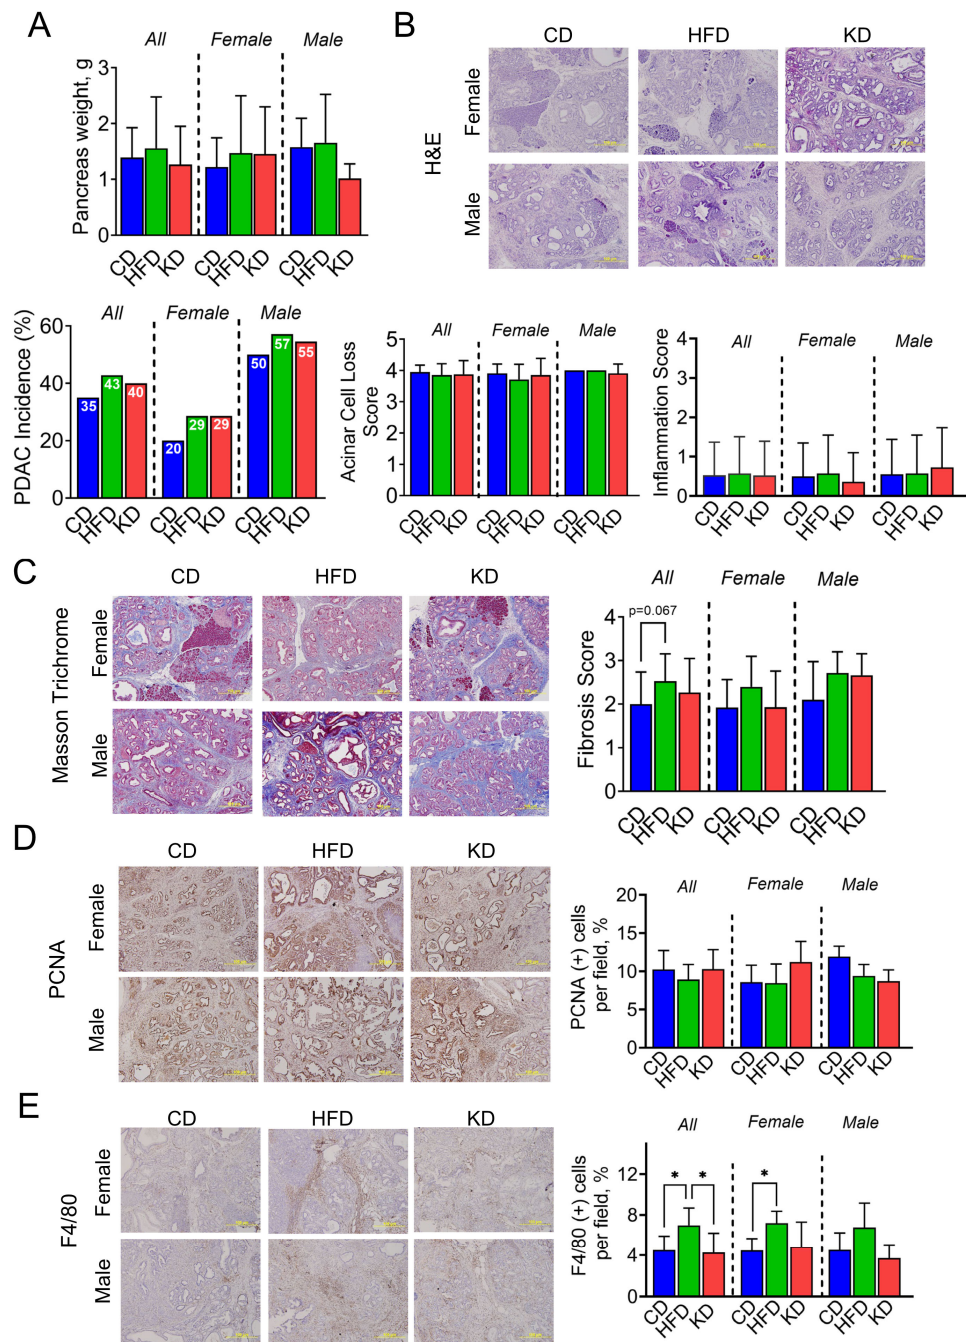 A
All Female Male
Pancreas weight, g
3
2
1
0
CD HFD KD CD HFD KD CD HFD KD
B
CD HFD KD
H&E
Female
Male
All Female Male
PDAC Incidence (%)
60
40
20
0
35 43 40 20 29 29 50 57 55
CD HFD KD CD HFD KD CD HFD KD
All Female Male
Acinar Cell Loss
Score
5
4
3
2
1
0
CD HFD KD CD HFD KD CD HFD KD
All Female Male
Inflammation Score
4
3
2
1
0
CD HFD KD CD HFD KD CD HFD KD
C
CD HFD KD
Masson Trichrome
Female
Male
All Female Male
p=0.067
Fibrosis Score
4
3
2
1
0
CD HFD KD CD HFD KD CD HFD KD
D
CD HFD KD
PCNA
Female
Male
All Female Male
PCNA (+) cells
per field, %
20
15
10
5
0
CD HFD KD CD HFD KD CD HFD KD
E
CD HFD KD
F4/80
Female
Male
All Female Male
* * *
F4/80 (+) cells
per field, %
12
8
4
0
CD HFD KD CD HFD KD CD HFD KD